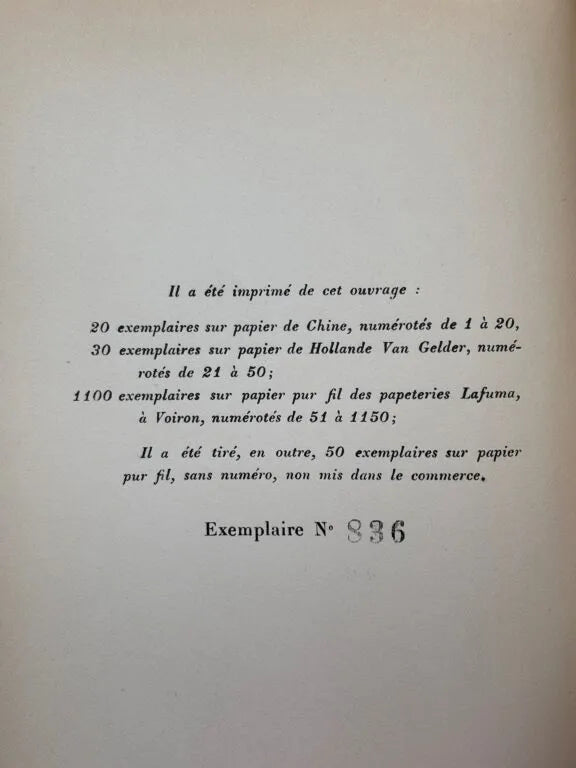 Il a été imprimé de cet ouvrage :
20 exemplaires sur papier de Chine, numérotés de 1 à 20,
30 exemplaires sur papier de Hollande Van Gelder, numé-
rotés de 21 à 50;
1100 exemplaires sur papier pur fil des papeteries Lafuma,
à Voiron, numérotés de 51 à 1150;
Il a été tiré, en outre, 50 exemplaires sur papier
pur fil, sans numéro, non mis dans le commerce.
Exemplaire N° 836